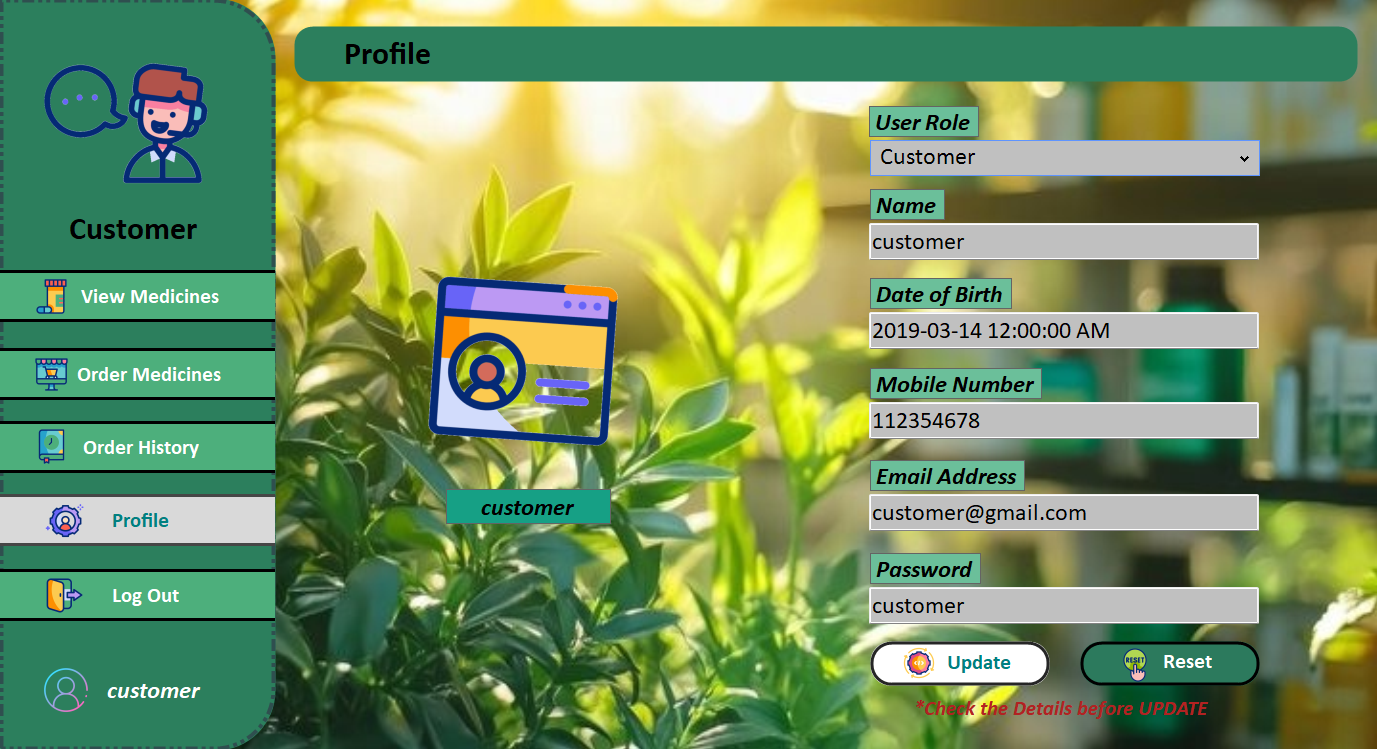 Customer
View Medicines
Order Medicines
Order History
Profile
Log Out
customer
Profile
customer
User Role
Customer
Name
customer
Date of Birth
2019-03-14 12:00:00 AM
Mobile Number
112354678
Email Address
customer@gmail.com
Password
customer
Update
RESET
Reset
*Check the Details before UPDATE